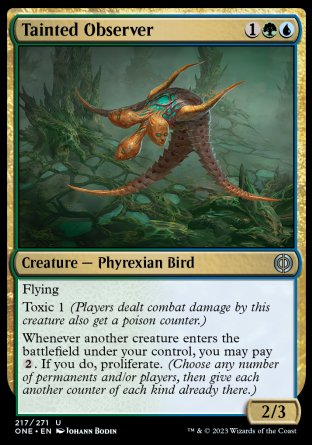 Tainted Observer 1
Creature — Phyrexian Bird
Flying
Toxic 1 (Players dealt combat damage by this
creature also get a poison counter.)
Whenever another creature enters the
battlefield under your control, you may pay
2. If you do, proliferate. (Choose any number
of permanents and/or players, then give each
another counter of each kind already there.)
2/3
217/271 U
ONE • EN Johann Bodin
™ & © 2023 Wizards of the Coast